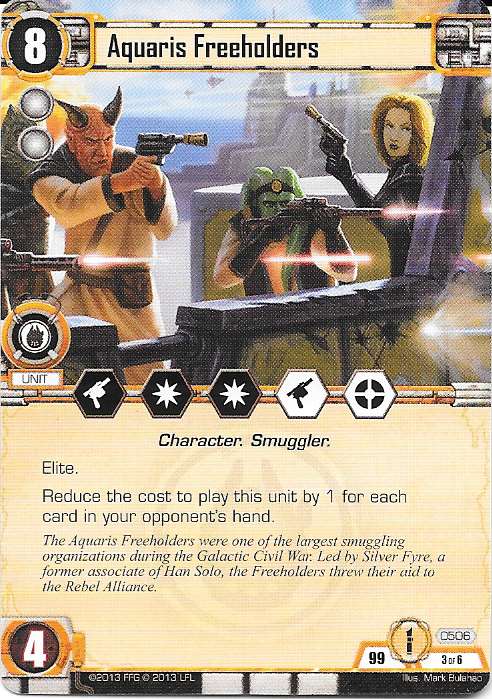 8
Aquaris Freeholders
UNIT
Character. Smuggler.
Elite.
Reduce the cost to play this unit by 1 for each
card in your opponent's hand.
The Aquaris Freeholders were one of the largest smuggling
organizations during the Galactic Civil War. Led by Silver Fyre, a
former associate of Han Solo, the Freeholders threw their aid to
the Rebel Alliance.
4
1
0506
99
3 OF 6
©2013 FFG © 2013 LFL
Illus. Mark Bulahao